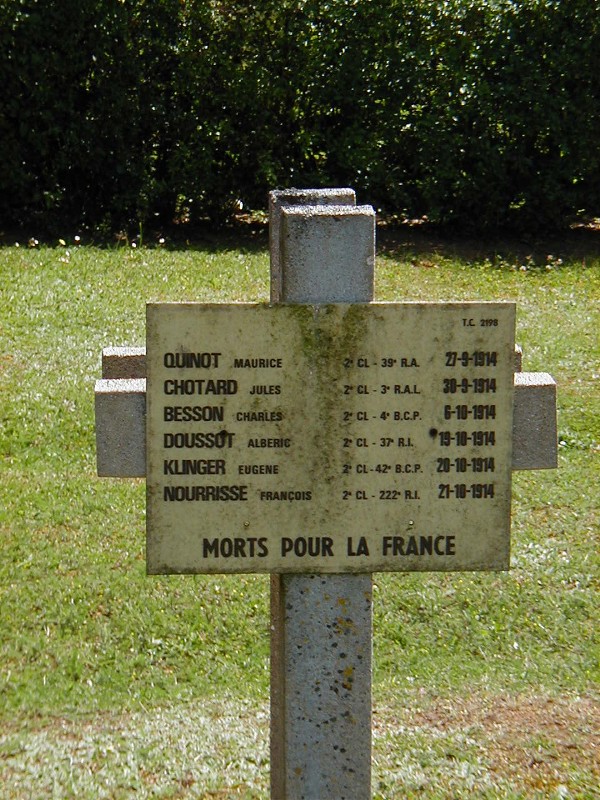 T.C. 2198
QUINOT MAURICE 2e CL - 39e R.A. 27-9-1914
CHOTARD JULES 2e CL - 3e R.A.L. 30-9-1914
BESSON CHARLES 2e CL - 4e B.C.P. 6-10-1914
DOUSSOT ALBERIC 2e CL - 37e R.I. 19-10-1914
KLINGER EUGENE 2e CL - 42e B.C.P. 20-10-1914
NOURRISSE FRANÇOIS 2e CL - 222e R.I. 21-10-1914
MORTS POUR LA FRANCE